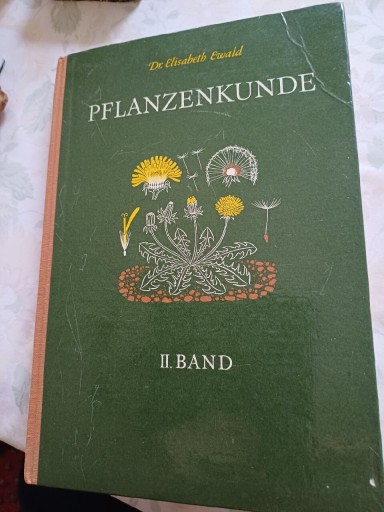 Dr. Elisabeth Ewald
PFLANZENKUNDE
II. BAND